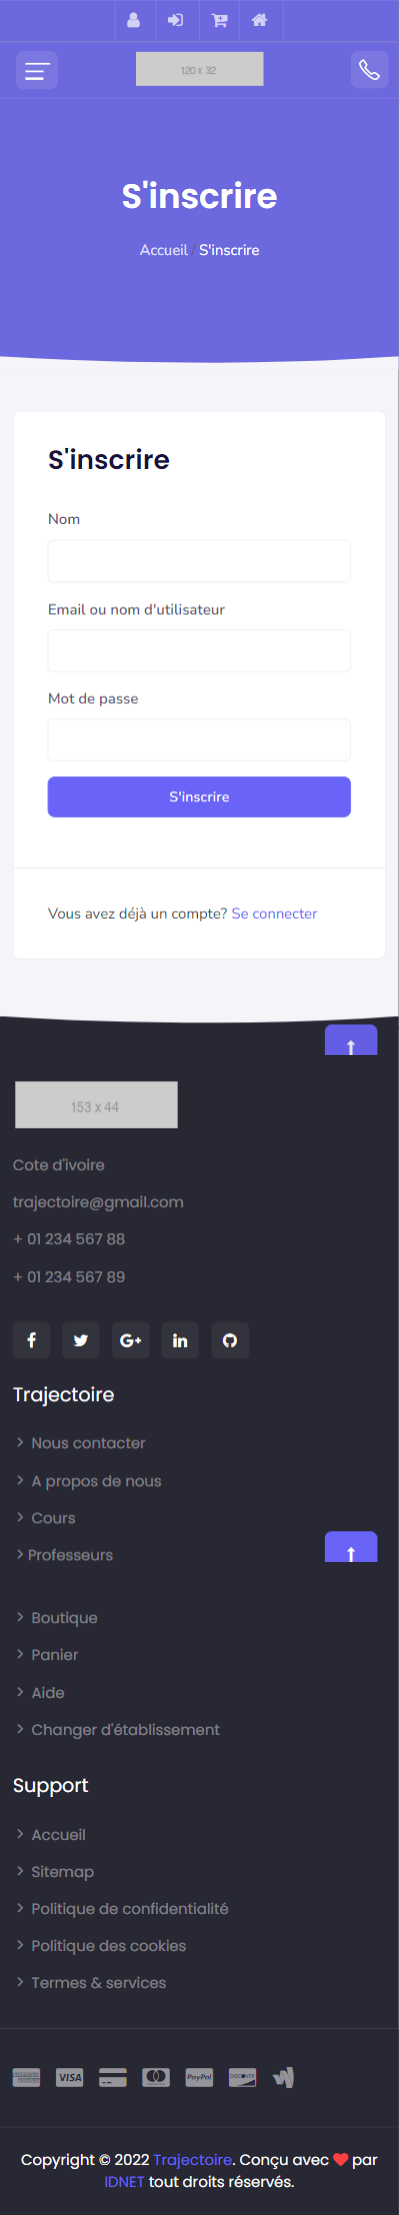 120 x 32
S'inscrire
Accueil / S'inscrire
S'inscrire
Nom
Email ou nom d'utilisateur
Mot de passe
S'inscrire
Vous avez déjà un compte? Se connecter
153 x 44
Cote d'ivoire
trajectoire@gmail.com
+ 01 234 567 88
+ 01 234 567 89
Trajectoire
Nous contacter
A propos de nous
Cours
Professeurs
Boutique
Panier
Aide
Changer d'établissement
Support
Accueil
Sitemap
Politique de confidentialité
Politique des cookies
Termes & services
VISA PayPal DISCOVER
Copyright © 2022 Trajectoire. Conçu avec ❤ par
IDNET tout droits réservés.